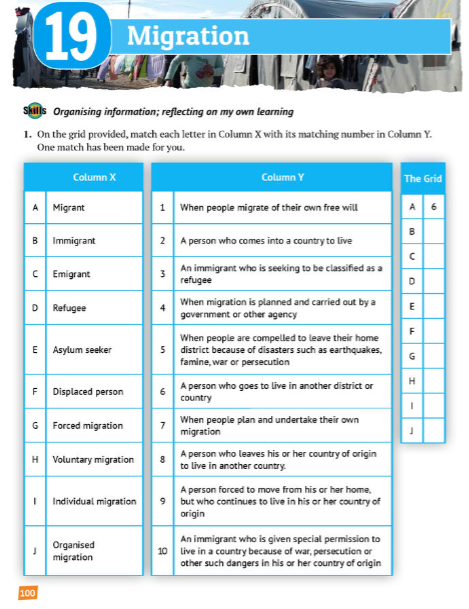 19 Migration
Skills Organising information; reflecting on my own learning
1. On the grid provided, match each letter in Column X with its matching number in Column Y.
One match has been made for you.
Column X
A Migrant
B Immigrant
C Emigrant
D Refugee
E Asylum seeker
F Displaced person
G Forced migration
H Voluntary migration
I Individual migration
J Organised
migration
Column Y
1 When people migrate of their own free will
2 A person who comes into a country to live
3 An immigrant who is seeking to be classified as a
refugee
4 When migration is planned and carried out by a
government or other agency
5 When people are compelled to leave their home
district because of disasters such as earthquakes,
famine, war or persecution
6 A person who goes to live in another district or
country
7 When people plan and undertake their own
migration
8 A person who leaves his or her country of origin
to live in another country.
9 A person forced to move from his or her home,
but who continues to live in his or her country of
origin
10 An immigrant who is given special permission to
live in a country because of war, persecution or
other such dangers in his or her country of origin
The Grid
A 6
B
C
D
E
F
G
H
I
J
100